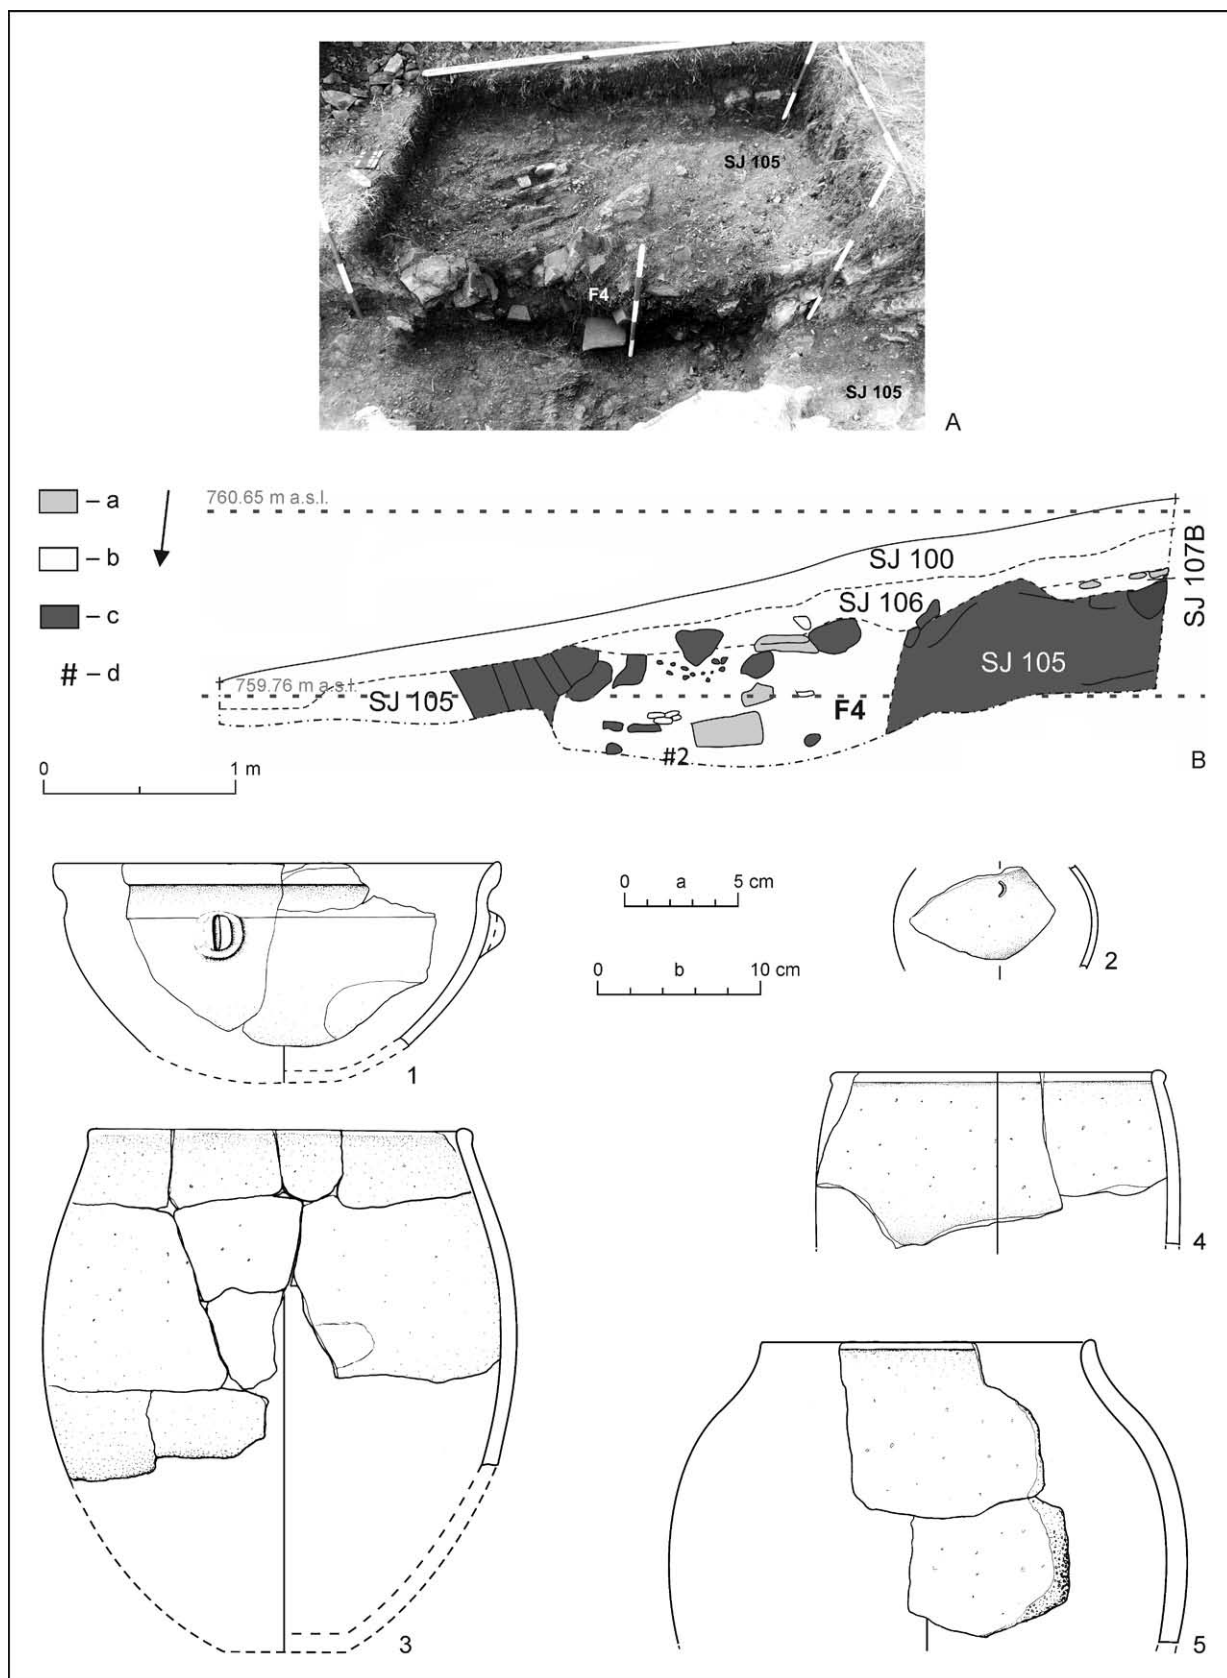 SJ 105
F4
SJ 105
A
– a
760.65 m a.s.l.
– b
SJ 100
SJ 107B
SJ 106
– c
SJ 105
# – d
759.76 m a.s.l.
SJ 105
F4
#2
B
0 1 m
0 a 5 cm
0 b 10 cm
1
2
3
4
5